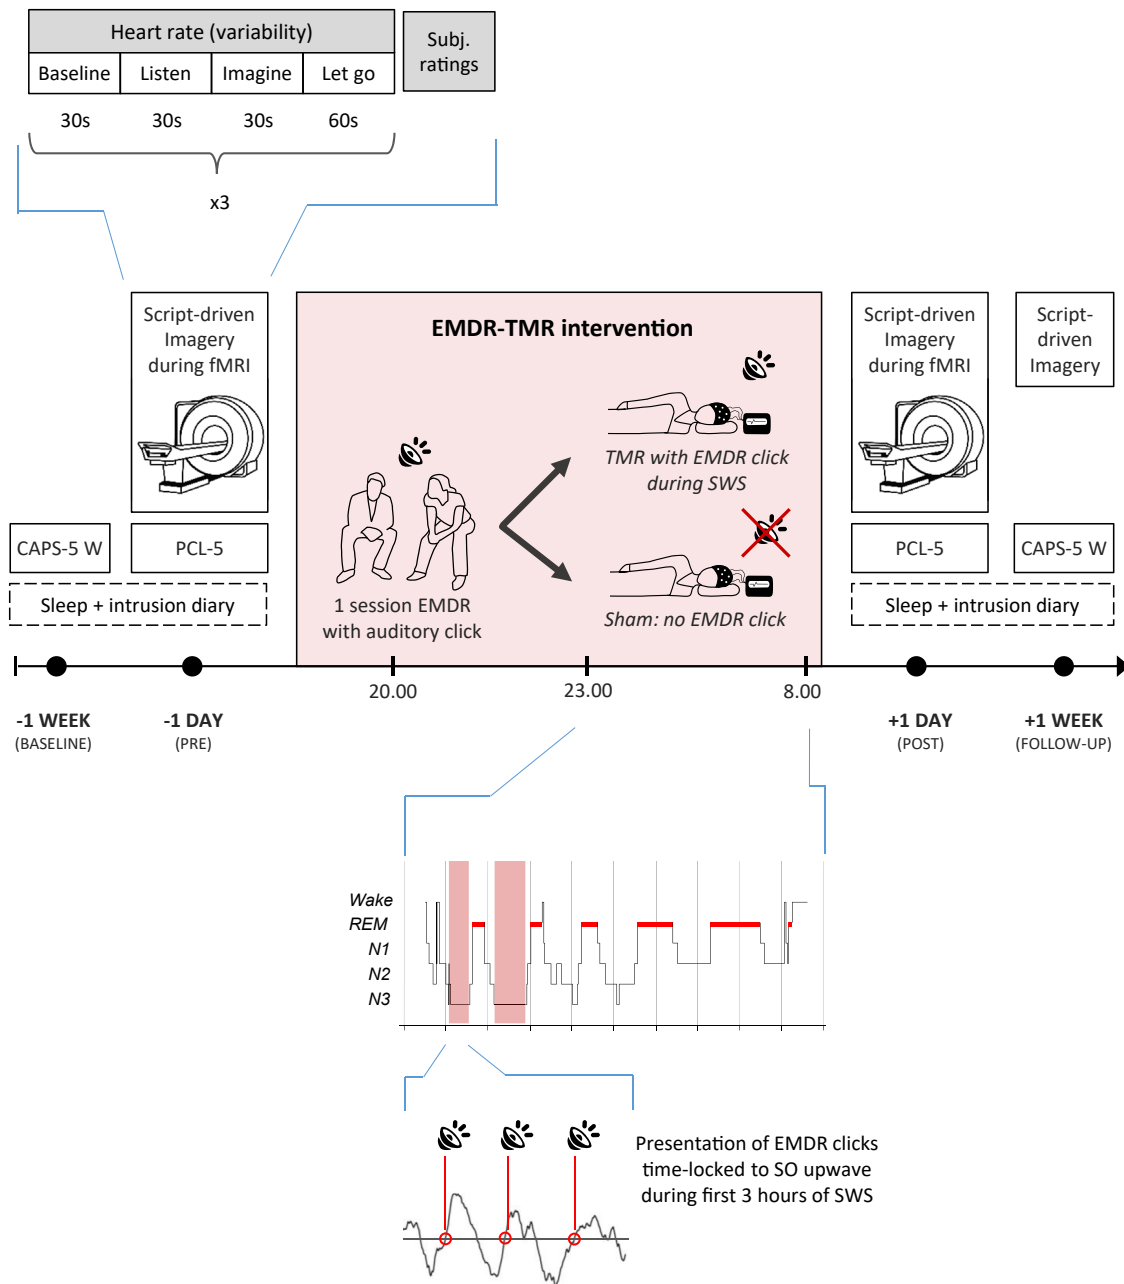 Heart rate (variability)
Subj.
ratings
Baseline
Listen
Imagine
Let go
30s
30s
30s
60s
x3
Script-driven
Imagery
during fMRI
EMDR-TMR intervention
Script-driven
Imagery
during fMRI
Script-
driven
Imagery
TMR with EMDR click
during SWS
CAPS-5 W
PCL-5
PCL-5
CAPS-5 W
Sleep + intrusion diary
1 session EMDR
with auditory click
Sham: no EMDR click
Sleep + intrusion diary
20.00
23.00
8.00
-1 WEEK
(BASELINE)
-1 DAY
(PRE)
+1 DAY
(POST)
+1 WEEK
(FOLLOW-UP)
Wake
REM
N1
N2
N3
Presentation of EMDR clicks
time-locked to SO upwave
during first 3 hours of SWS